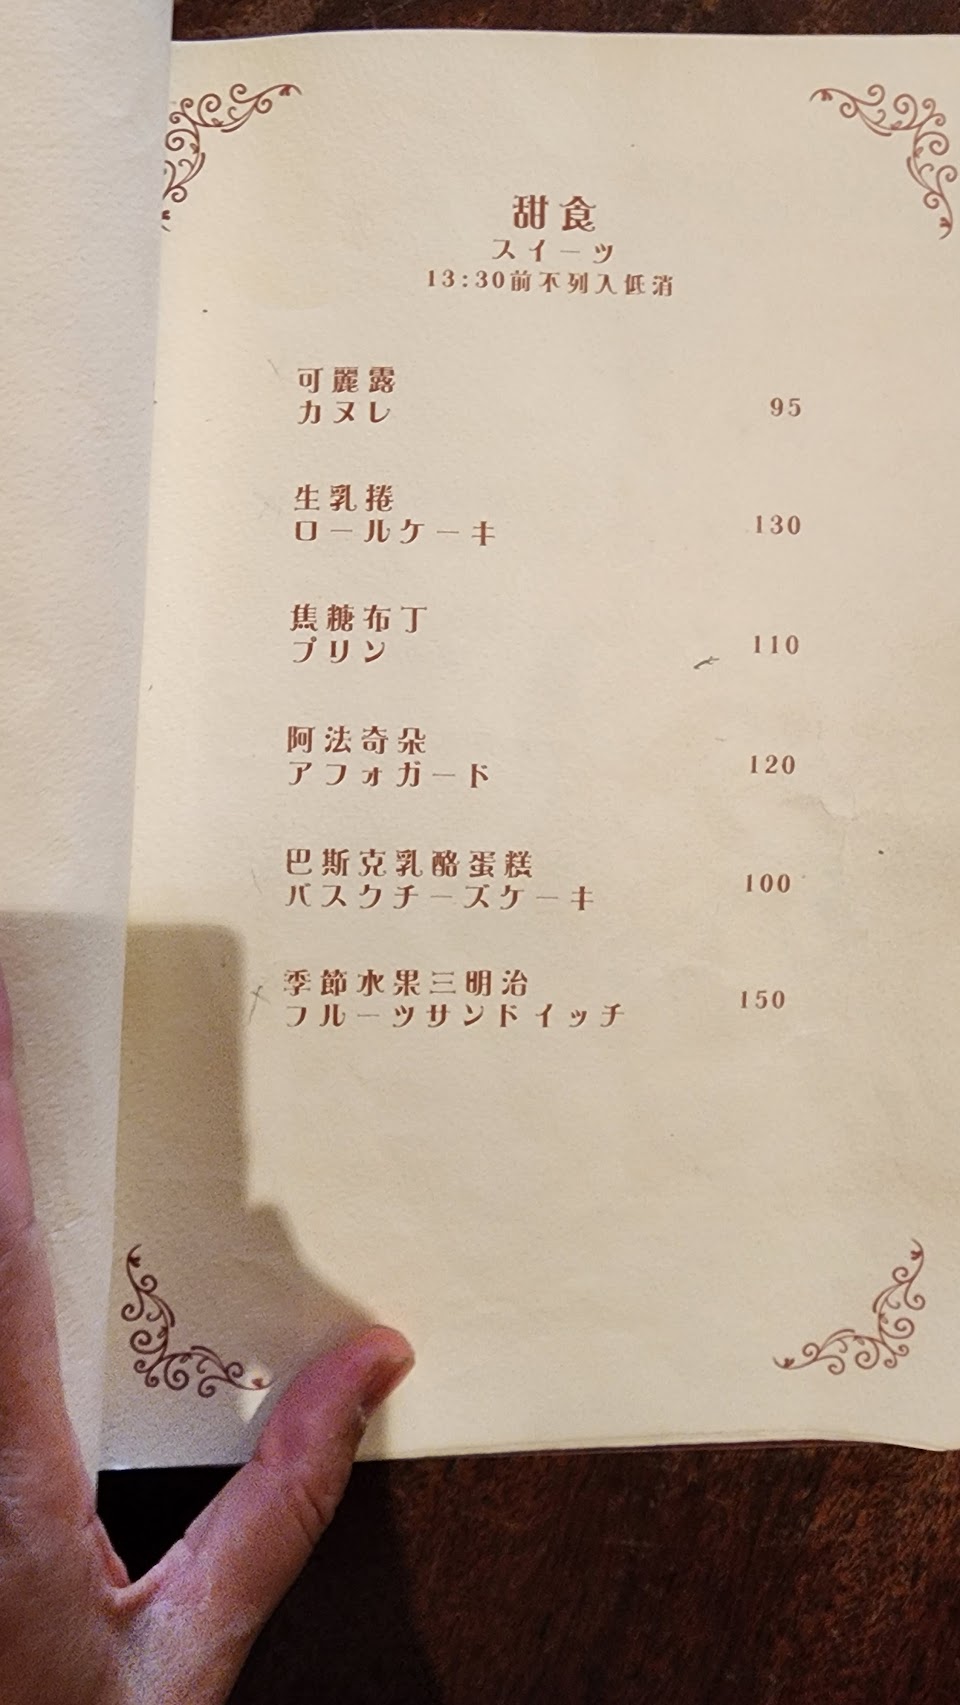 甜食
スイーツ
13:30前不列入低消
可麗露
カヌレ
95
生乳捲
ロールケーキ
130
焦糖布丁
プリン
110
阿法奇朵
アフォガード
120
巴斯克乳酪蛋糕
バスクチーズケーキ
100
季節水果三明治
フルーツサンドイッチ
150